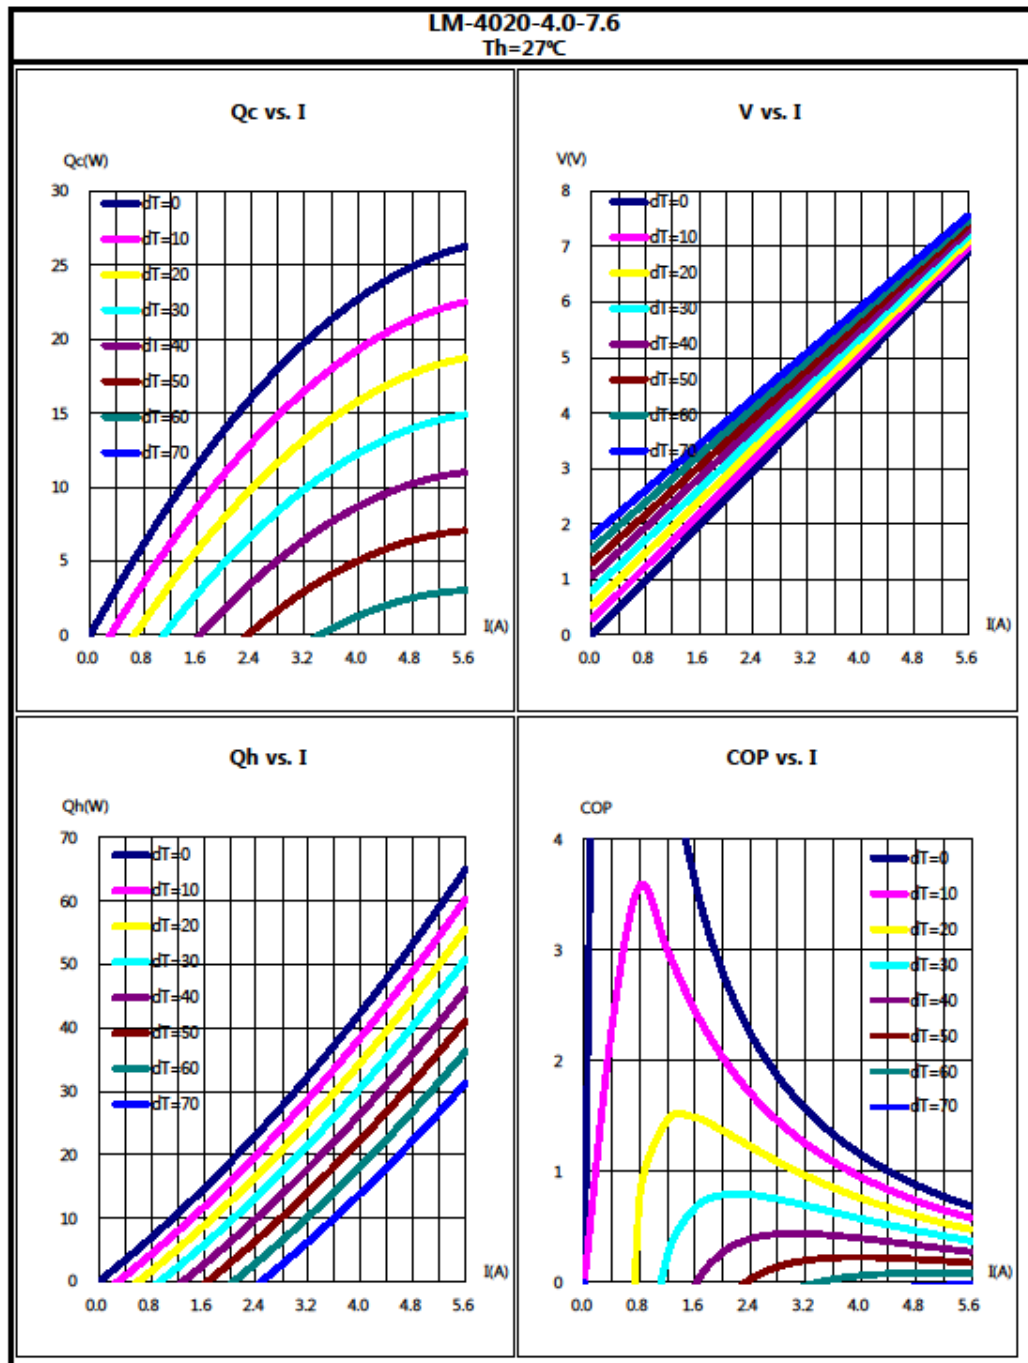 LM-4020-4.0-7.6
Th=27℃
Qc vs. I
Qc(W)
30
25
20
15
10
5
0
dT=0
dT=10
dT=20
dT=30
dT=40
dT=50
dT=60
dT=70
I(A)
0.0 0.8 1.6 2.4 3.2 4.0 4.8 5.6
V vs. I
V(V)
8
7
6
5
4
3
2
1
0
dT=0
dT=10
dT=20
dT=30
dT=40
dT=50
dT=60
dT=70
I(A)
0.0 0.8 1.6 2.4 3.2 4.0 4.8 5.6
Qh vs. I
Qh(W)
70
60
50
40
30
20
10
0
dT=0
dT=10
dT=20
dT=30
dT=40
dT=50
dT=60
dT=70
I(A)
0.0 0.8 1.6 2.4 3.2 4.0 4.8 5.6
COP vs. I
COP
4
3
2
1
0
dT=0
dT=10
dT=20
dT=30
dT=40
dT=50
dT=60
dT=70
I(A)
0.0 0.8 1.6 2.4 3.2 4.0 4.8 5.6